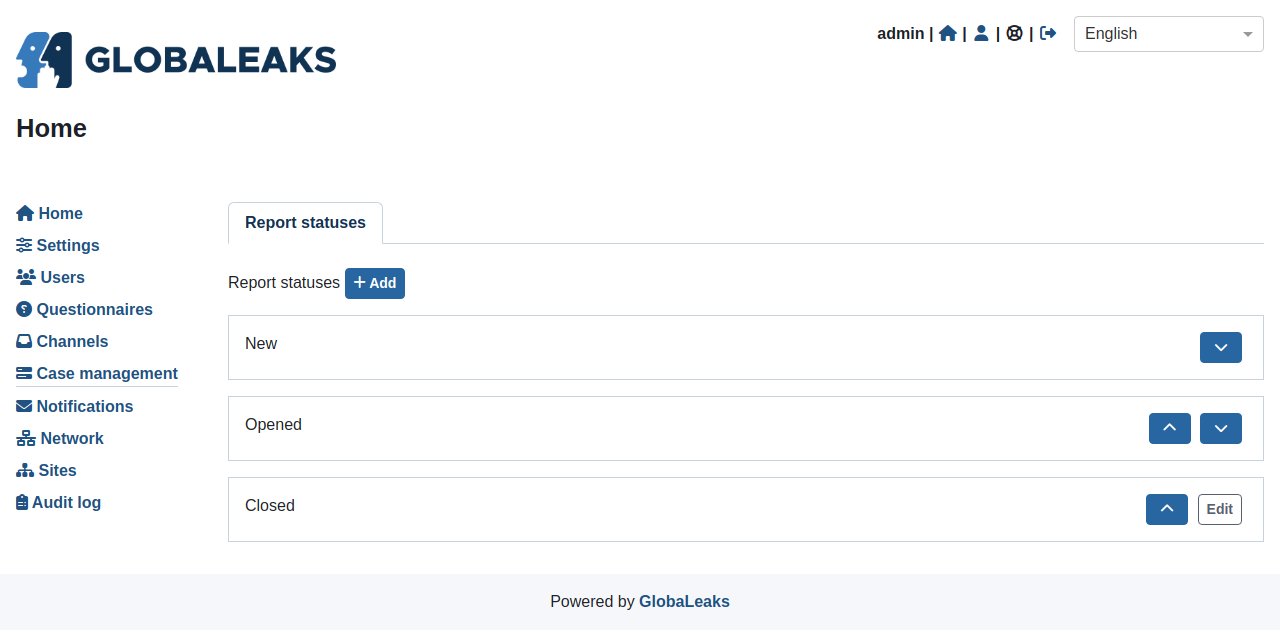 GLOBALEAKS
admin | | | |
English
Home
Home
Settings
Users
Questionnaires
Channels
Case management
Notifications
Network
Sites
Audit log
Report statuses
Report statuses Add
New
Opened
Closed
Edit
Powered by GlobaLeaks